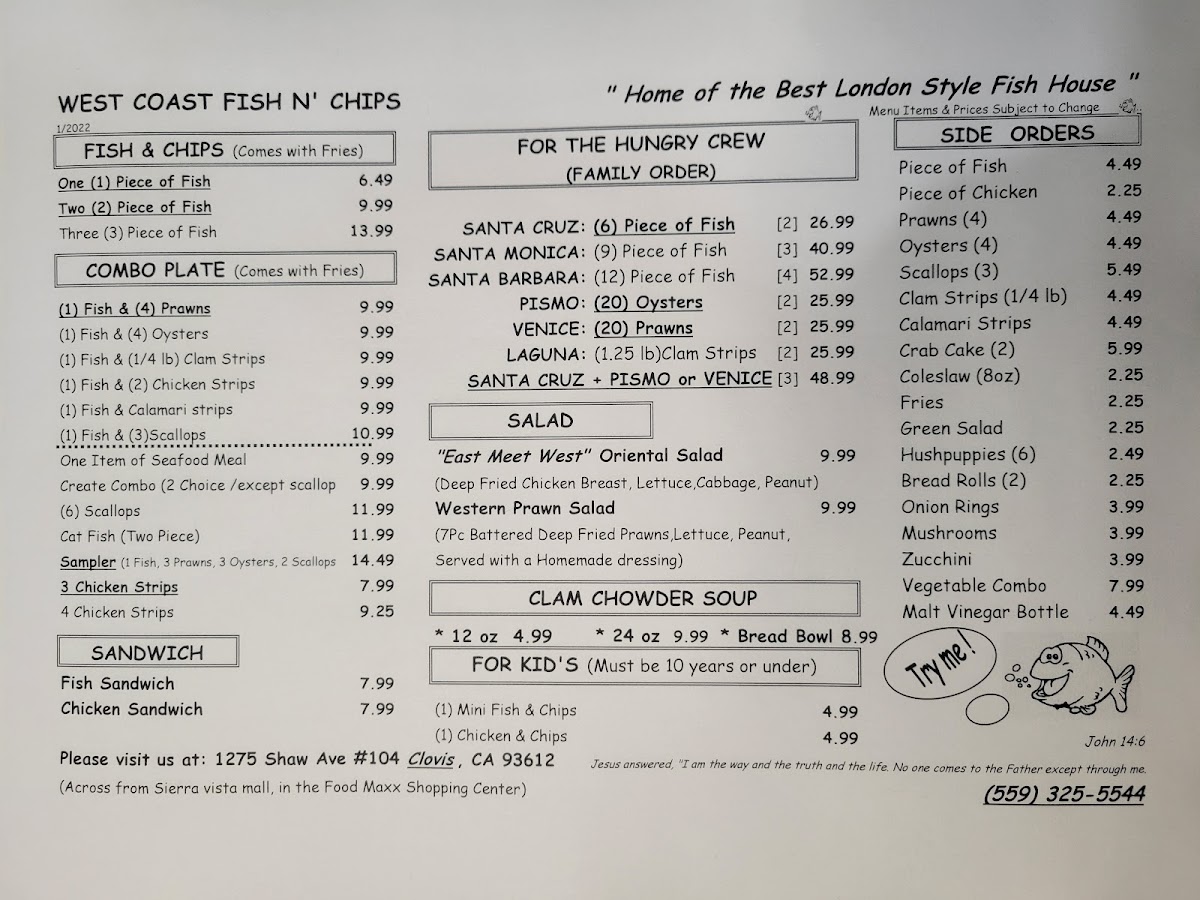 WEST COAST FISH N' CHIPS
" Home of the Best London Style Fish House "
1/2022
Menu Items & Prices Subject to Change
FISH & CHIPS (Comes with Fries)
One (1) Piece of Fish 6.49
Two (2) Piece of Fish 9.99
Three (3) Piece of Fish 13.99
COMBO PLATE (Comes with Fries)
(1) Fish & (4) Prawns 9.99
(1) Fish & (4) Oysters 9.99
(1) Fish & (1/4 lb) Clam Strips 9.99
(1) Fish & (2) Chicken Strips 9.99
(1) Fish & Calamari strips 9.99
(1) Fish & (3)Scallops 10.99
One Item of Seafood Meal 9.99
Create Combo (2 Choice /except scallop 9.99
(6) Scallops 11.99
Cat Fish (Two Piece) 11.99
Sampler (1 Fish, 3 Prawns, 3 Oysters, 2 Scallops 14.49
3 Chicken Strips 7.99
4 Chicken Strips 9.25
SANDWICH
Fish Sandwich 7.99
Chicken Sandwich 7.99
FOR THE HUNGRY CREW
(FAMILY ORDER)
SANTA CRUZ: (6) Piece of Fish [2] 26.99
SANTA MONICA: (9) Piece of Fish [3] 40.99
SANTA BARBARA: (12) Piece of Fish [4] 52.99
PISMO: (20) Oysters [2] 25.99
VENICE: (20) Prawns [2] 25.99
LAGUNA: (1.25 lb)Clam Strips [2] 25.99
SANTA CRUZ + PISMO or VENICE [3] 48.99
SALAD
"East Meet West" Oriental Salad 9.99
(Deep Fried Chicken Breast, Lettuce,Cabbage, Peanut)
Western Prawn Salad 9.99
(7Pc Battered Deep Fried Prawns,Lettuce, Peanut,
Served with a Homemade dressing)
CLAM CHOWDER SOUP
* 12 oz 4.99 * 24 oz 9.99 * Bread Bowl 8.99
FOR KID'S (Must be 10 years or under)
(1) Mini Fish & Chips 4.99
(1) Chicken & Chips 4.99
SIDE ORDERS
Piece of Fish 4.49
Piece of Chicken 2.25
Prawns (4) 4.49
Oysters (4) 4.49
Scallops (3) 5.49
Clam Strips (1/4 lb) 4.49
Calamari Strips 4.49
Crab Cake (2) 5.99
Coleslaw (8oz) 2.25
Fries 2.25
Green Salad 2.25
Hushpuppies (6) 2.49
Bread Rolls (2) 2.25
Onion Rings 3.99
Mushrooms 3.99
Zucchini 3.99
Vegetable Combo 7.99
Malt Vinegar Bottle 4.49
Try me!
John 14:6
Please visit us at: 1275 Shaw Ave #104 Clovis, CA 93612
Jesus answered, "I am the way and the truth and the life. No one comes to the Father except through me.
(Across from Sierra vista mall, in the Food Maxx Shopping Center)
(559) 325-5544